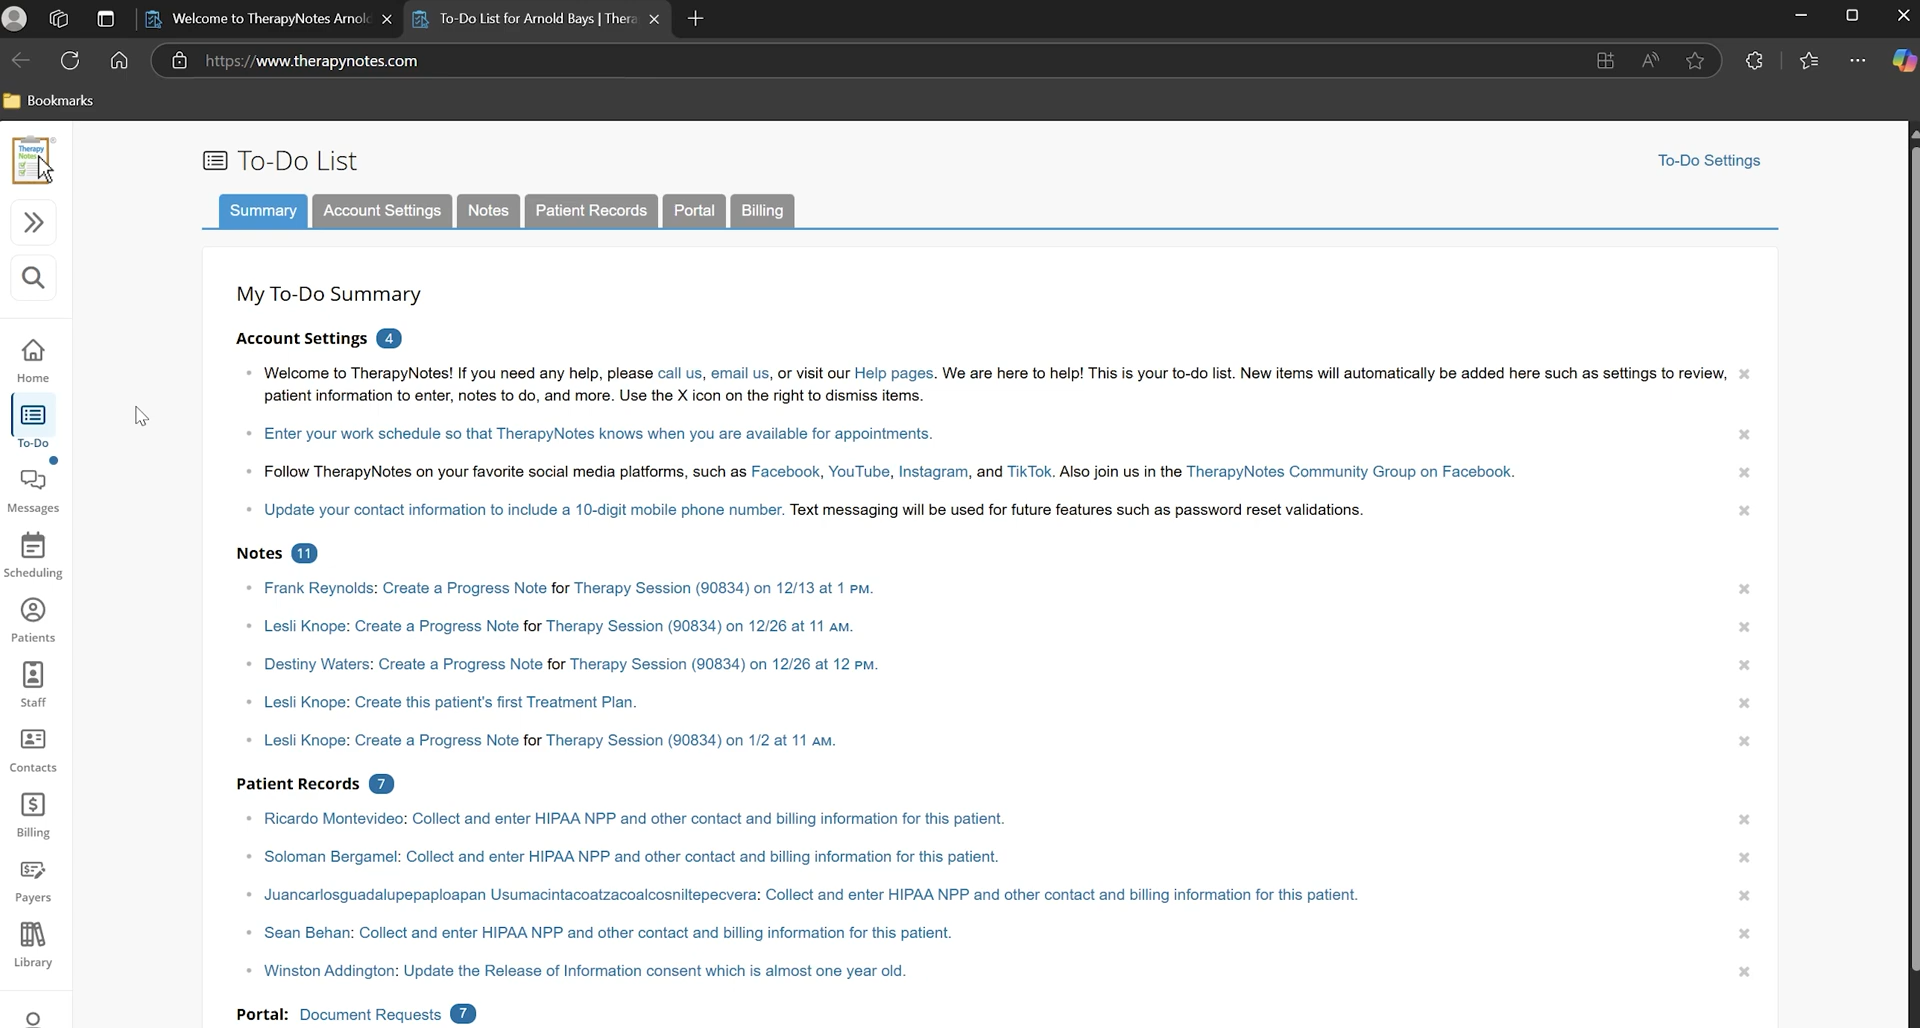 Welcome to TherapyNotes Arnol
To-Do List for Arnold Bays | Thera
https://www.therapynotes.com
Bookmarks
Therapy
Notes
To-Do List
To-Do Settings
Summary
Account Settings
Notes
Patient Records
Portal
Billing
Home
To-Do
Messages
Scheduling
Patients
Staff
Contacts
Billing
Payers
Library
My To-Do Summary
Account Settings 4
Welcome to TherapyNotes! If you need any help, please call us, email us, or visit our Help pages. We are here to help! This is your to-do list. New items will automatically be added here such as settings to review,
patient information to enter, notes to do, and more. Use the X icon on the right to dismiss items.
Enter your work schedule so that TherapyNotes knows when you are available for appointments.
Follow TherapyNotes on your favorite social media platforms, such as Facebook, YouTube, Instagram, and TikTok. Also join us in the TherapyNotes Community Group on Facebook.
Update your contact information to include a 10-digit mobile phone number. Text messaging will be used for future features such as password reset validations.
Notes 11
Frank Reynolds: Create a Progress Note for Therapy Session (90834) on 12/13 at 1 PM.
Lesli Knope: Create a Progress Note for Therapy Session (90834) on 12/26 at 11 AM.
Destiny Waters: Create a Progress Note for Therapy Session (90834) on 12/26 at 12 PM.
Lesli Knope: Create this patient's first Treatment Plan.
Lesli Knope: Create a Progress Note for Therapy Session (90834) on 1/2 at 11 AM.
Patient Records 7
Ricardo Montevideo: Collect and enter HIPAA NPP and other contact and billing information for this patient.
Soloman Bergamel: Collect and enter HIPAA NPP and other contact and billing information for this patient.
Juancarlosguadalupepaploapan Usumacintacoatzacoalcosniltepecvera: Collect and enter HIPAA NPP and other contact and billing information for this patient.
Sean Behan: Collect and enter HIPAA NPP and other contact and billing information for this patient.
Winston Addington: Update the Release of Information consent which is almost one year old.
Portal: Document Requests 7